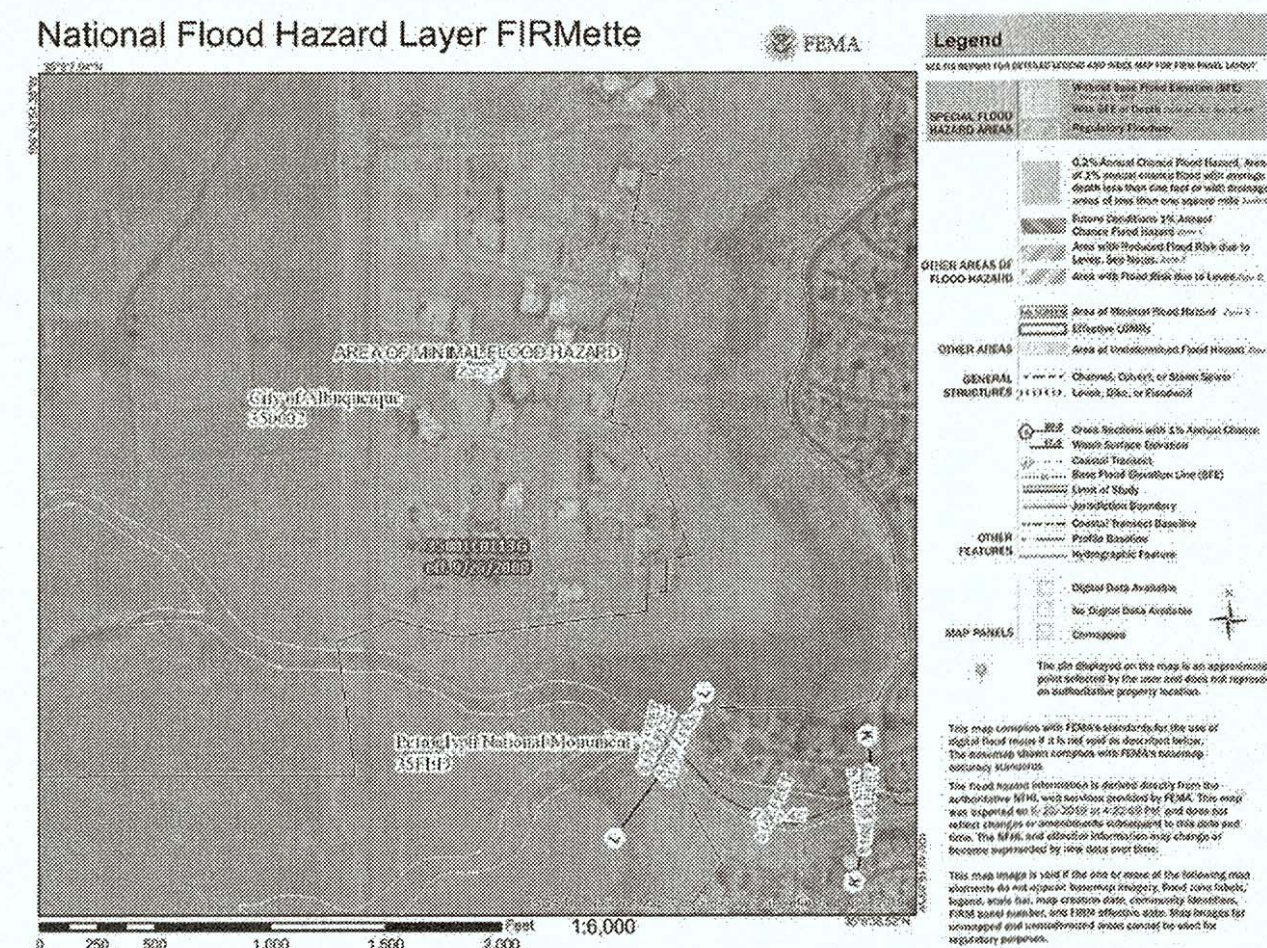 National Flood Hazard Layer FIRMette
FEMA
Legend
SEE FIS REPORT FOR DETAILED LEGEND AND INDEX MAP FOR FIRM PANEL LAYOUT
SPECIAL FLOOD
HAZARD AREAS
Without Base Flood Elevation (BFE)
With BFE or Depth
Regulatory Floodway
0.2% Annual Chance Flood Hazard, Areas
of 1% annual chance flood with average
depth less than one foot or with drainage
areas of less than one square mile
Future Conditions 1% Annual
Chance Flood Hazard
Area with Reduced Flood Risk due to
Levee. See Notes.
Area with Flood Risk due to Levee
OTHER AREAS OF
FLOOD HAZARD
Area of Minimal Flood Hazard
Effective LOMRs
OTHER AREAS
Area of Undetermined Flood Hazard
GENERAL
STRUCTURES
Channel, Culvert, or Storm Sewer
Levee, Dike, or Floodwall
Cross Sections with 1% Annual Chance
Water Surface Elevation
Coastal Transect
Base Flood Elevation Line (BFE)
Limit of Study
Jurisdiction Boundary
Coastal Transect Baseline
OTHER
FEATURES
Profile Baseline
Hydrographic Feature
Digital Data Available
No Digital Data Available
MAP PANELS
Unmapped
The pin displayed on the map is an approximate
point selected by the user and does not represent
an authoritative property location.
This map complies with FEMA's standards for the use of
digital flood maps if it is not void as described below.
The basemap shown complies with FEMA's basemap
accuracy standards
The flood hazard information is derived directly from the
authoritative NFHL web services provided by FEMA. This map
was exported on
and does not
reflect changes or amendments subsequent to this date and
time. The NFHL and effective information may change or
become superseded by new data over time.
This map image is void if the one or more of the following map
elements do not appear: basemap imagery, flood zone labels,
legend, scale bar, map creation date, community identifiers,
FIRM panel number, and FIRM effective date. Map images for
unmapped and unmodernized areas cannot be used for
regulatory purposes.
AREA OF MINIMAL FLOOD HAZARD
City of Albuquerque
350002
Petroglyph National Monument
Feet
1:6,000
0 250 500 1,000 1,500 2,000